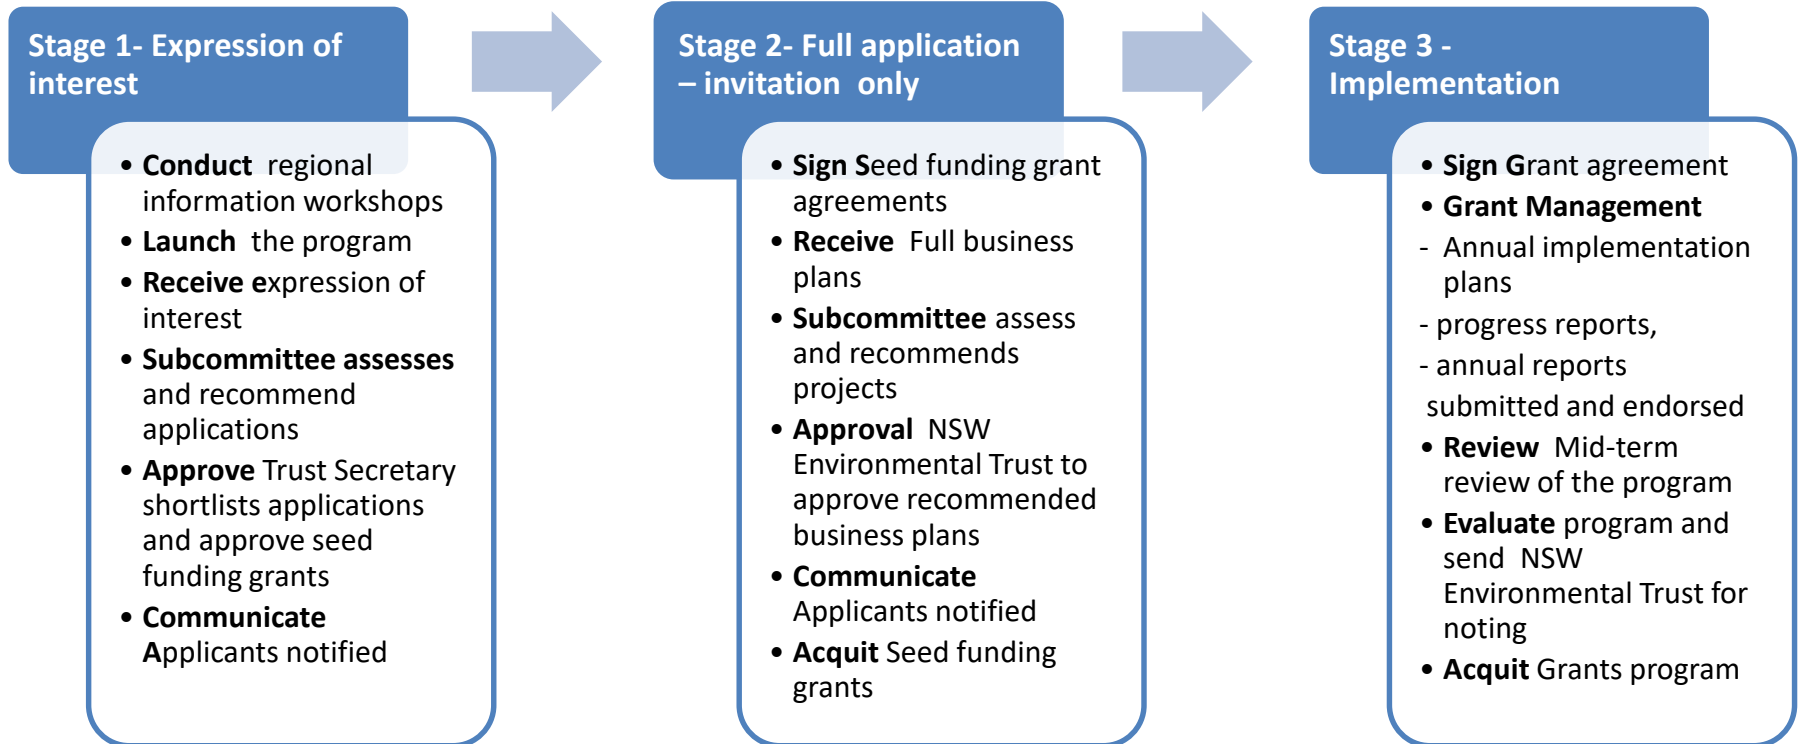 Stage 1- Expression of
interest
• Conduct  regional
information workshops
• Launch  the program
• Receive expression of
interest
• Subcommittee assesses
and recommend
applications
• Approve Trust Secretary
shortlists applications
and approve seed
funding grants
• Communicate
Applicants notified
Stage 2- Full application
– invitation  only
• Sign Seed funding grant
agreements
• Receive  Full business
plans
• Subcommittee assess
and recommends
projects
• Approval  NSW
Environmental Trust to
approve recommended
business plans
• Communicate
Applicants notified
• Acquit Seed funding
grants
Stage 3 -
Implementation
• Sign Grant agreement
• Grant Management
-  Annual implementation
plans
- progress reports,
- annual reports
submitted and endorsed
• Review  Mid-term
review of the program
• Evaluate program and
send  NSW
Environmental Trust for
noting
• Acquit Grants program